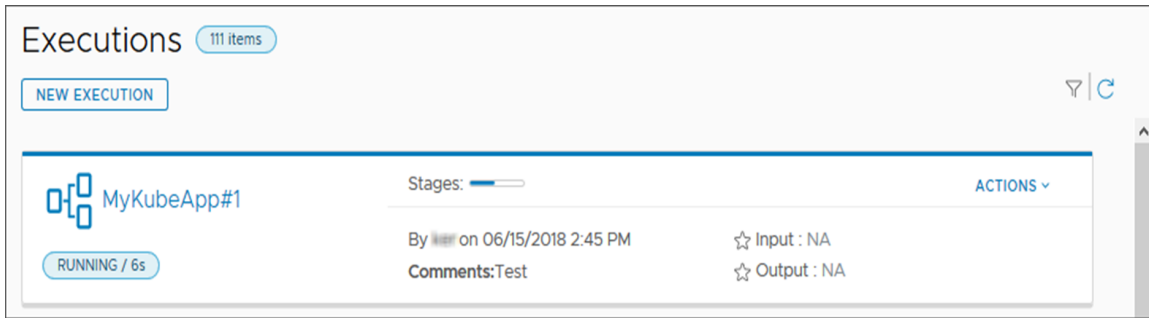 Executions 111 items
NEW EXECUTION
MyKubeApp#1
RUNNING / 6s
Stages:
ACTIONS
By on 06/15/2018 2:45 PM
Comments:Test
Input : NA
Output : NA